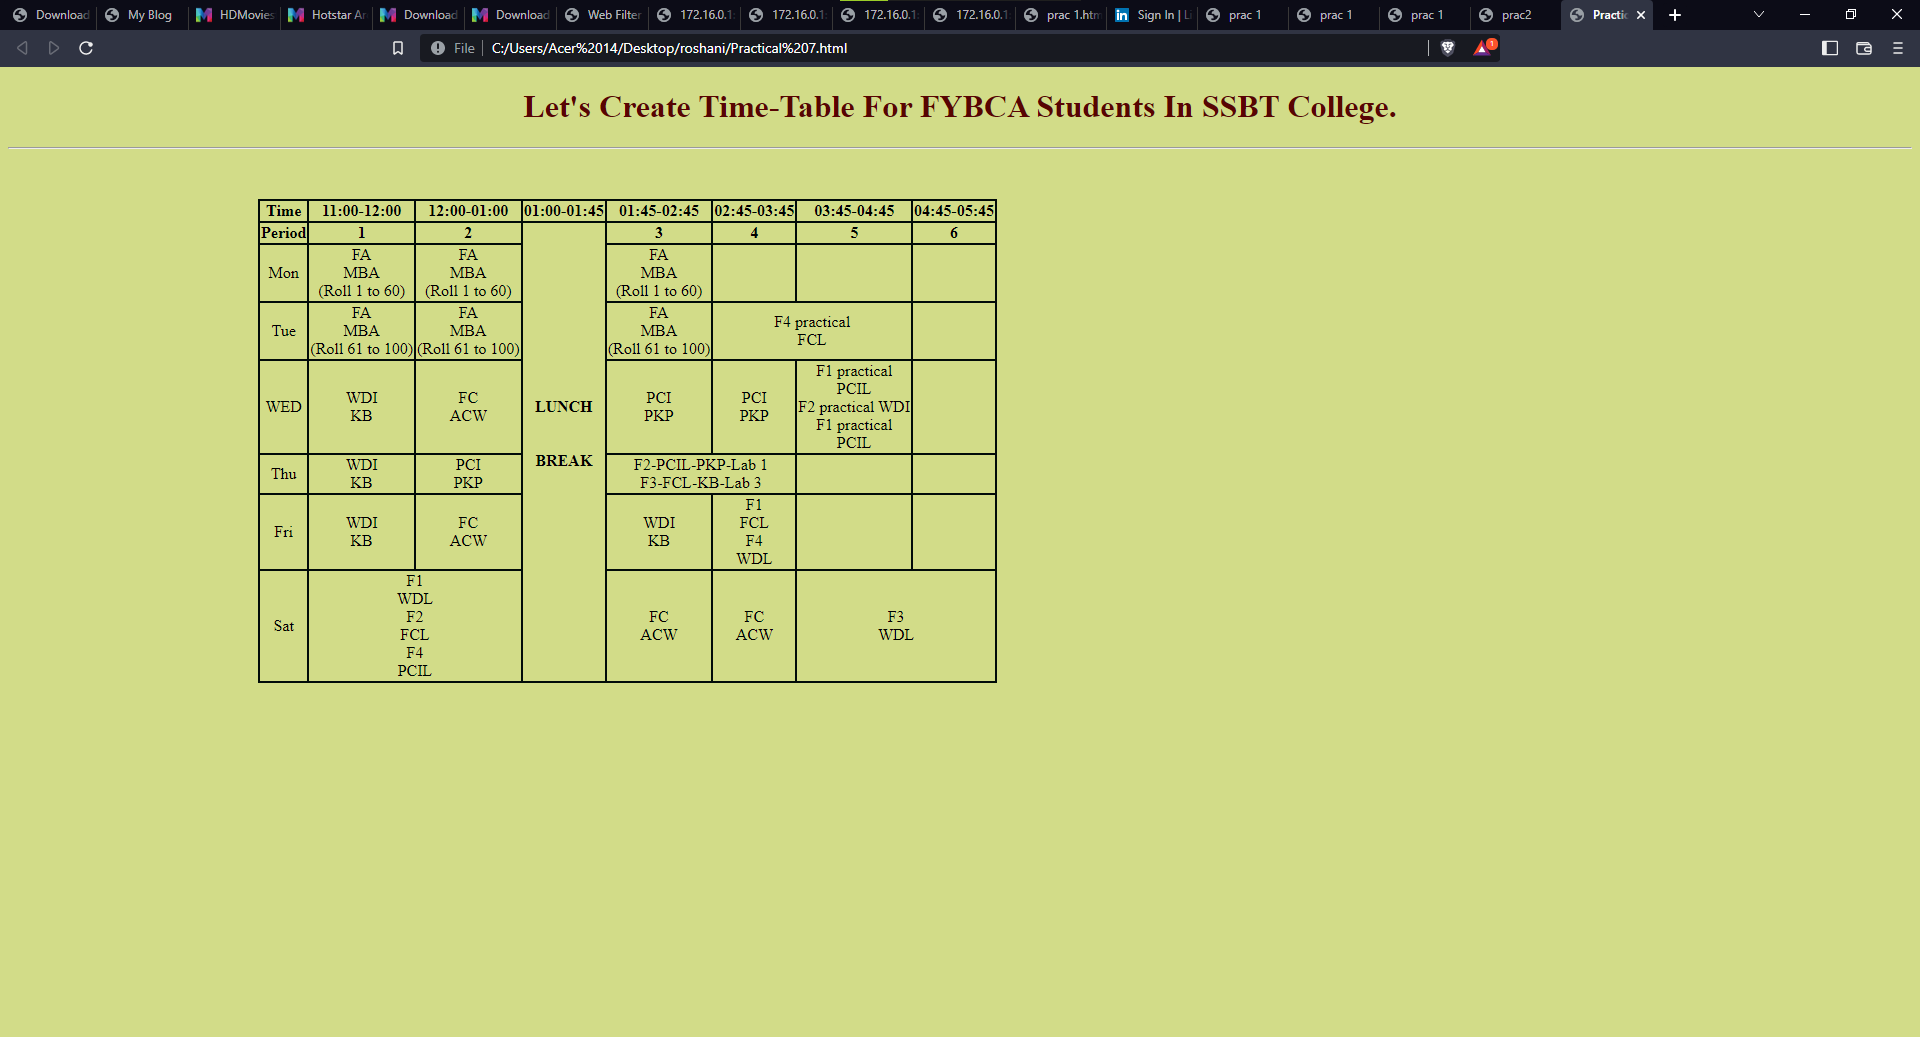 Download
My Blog
HDMovies
Hotstar A
Download
Download
Web Filter
172.16.0.1
172.16.0.1
172.16.0.1
172.16.0.1
prac 1.htm
Sign In | L
prac 1
prac 1
prac 1
prac2
Practic
File
C:/Users/Acer%2014/Desktop/roshani/Practical%207.html
1
Let's Create Time-Table For FYBCA Students In SSBT College.
Time 11:00-12:00 12:00-01:00 01:00-01:45 01:45-02:45 02:45-03:45 03:45-04:45 04:45-05:45
Period 1 2 3 4 5 6
Mon
FA
MBA
(Roll 1 to 60)
FA
MBA
(Roll 1 to 60)
FA
MBA
(Roll 1 to 60)
Tue
FA
MBA
(Roll 61 to 100)
FA
MBA
(Roll 61 to 100)
FA
MBA
(Roll 61 to 100)
F4 practical
FCL
WED
WDI
KB
FC
ACW
LUNCH
BREAK
PCI
PKP
PCI
PKP
F1 practical
PCIL
F2 practical WDI
F1 practical
PCIL
Thu
WDI
KB
PCI
PKP
F2-PCIL-PKP-Lab 1
F3-FCL-KB-Lab 3
Fri
WDI
KB
FC
ACW
WDI
KB
F1
FCL
F4
WDL
Sat
F1
WDL
F2
FCL
F4
PCIL
FC
ACW
FC
ACW
F3
WDL